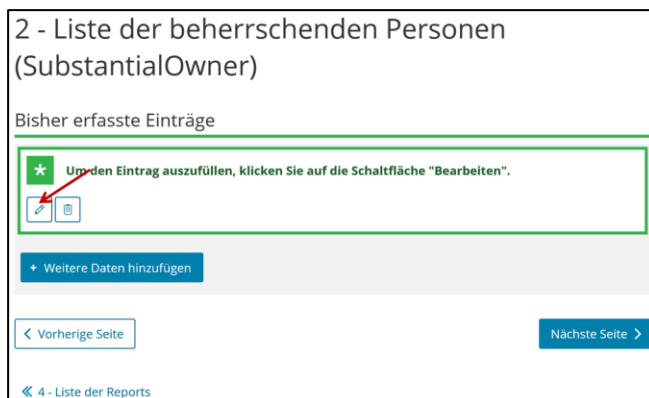 2 - Liste der beherrschenden Personen
(SubstantialOwner)
Bisher erfasste Einträge
* Um den Eintrag auszufüllen, klicken Sie auf die Schaltfläche "Bearbeiten".
+ Weitere Daten hinzufügen
Vorherige Seite
Nächste Seite
4 - Liste der Reports